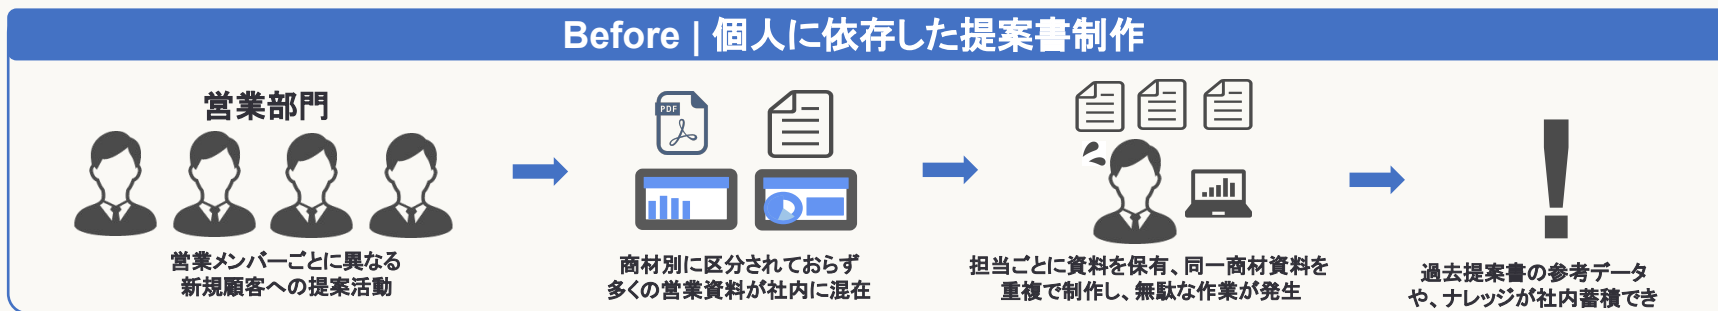 Before | 個人に依存した提案書制作
営業部門
営業メンバーごとに異なる
新規顧客への提案活動
PDF
商材別に区分されておらず
多くの営業資料が社内に混在
担当ごとに資料を保有、同一商材資料を
重複で制作し、無駄な作業が発生
!
過去提案書の参考データ
や、ナレッジが社内蓄積でき